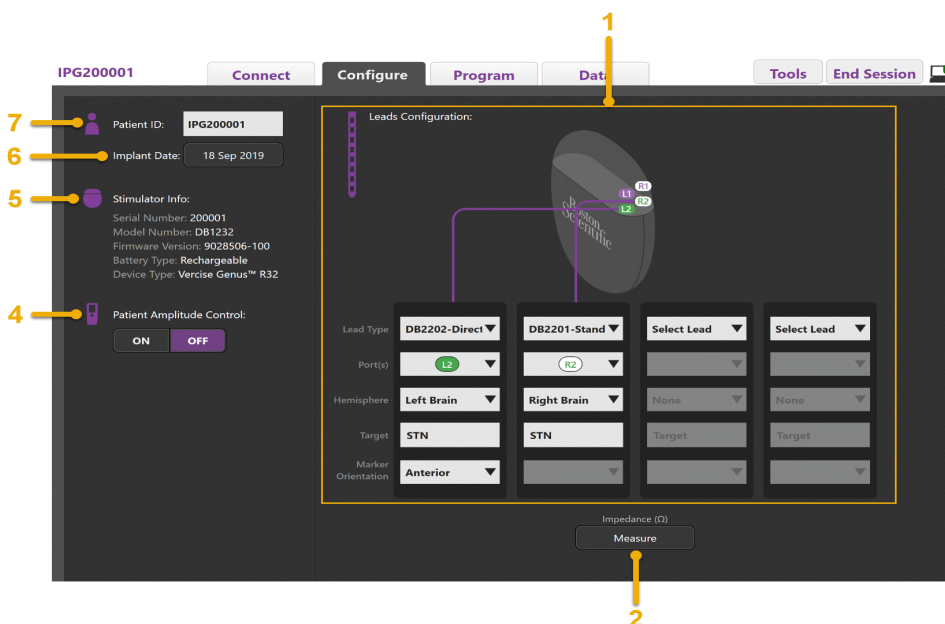 1
IPG200001
Connect
Configure
Program
Data
Tools
End Session
7
Patient ID:
IPG200001
6
Implant Date:
18 Sep 2019
5
Stimulator Info:
Serial Number: 200001
Model Number: DB1232
Firmware Version: 9028506-100
Battery Type: Rechargeable
Device Type: Vercise Genus™ R32
4
Patient Amplitude Control:
ON
OFF
Leads Configuration:
L1
R1
L2
R2
Boston
Scientific
Lead Type
DB2202-Direct
DB2201-Stand
Select Lead
Select Lead
Port(s)
L2
R2
Hemisphere
Left Brain
Right Brain
None
None
Target
STN
STN
Target
Target
Marker
Orientation
Anterior
Impedance (Ω)
Measure
2